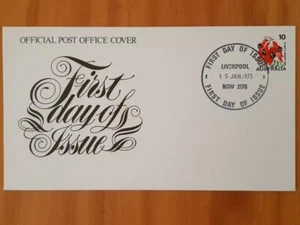 OFFICIAL POST OFFICE COVER
First
day of
Issue
FIRST DAY OF ISSUE
LIVERPOOL
15 JAN 1975
NSW 2170
FIRST DAY OF ISSUE
10
AUSTRALIA